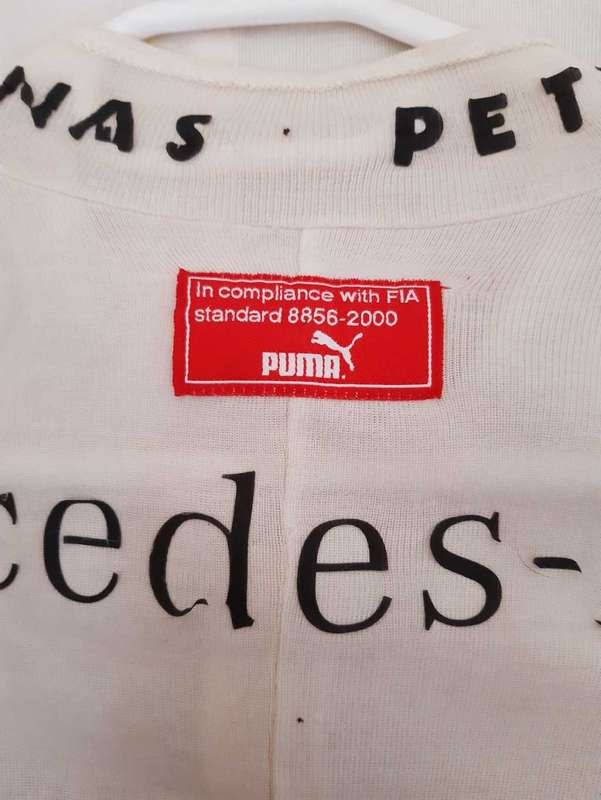 NAS · PET
In compliance with FIA
standard 8856-2000
PUMA
cedes-